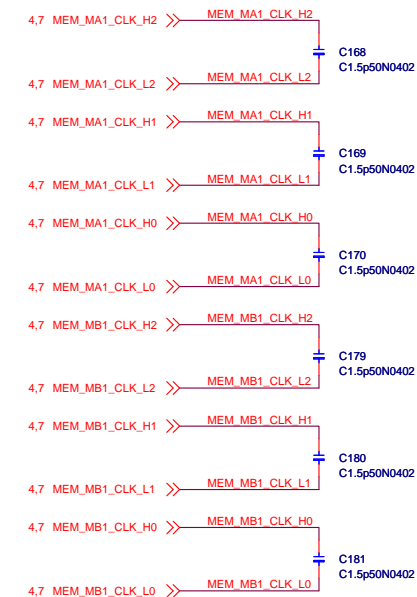 4,7 MEM_MA1_CLK_H2 MEM_MA1_CLK_H2
C168
C1.5p50N0402
4,7 MEM_MA1_CLK_L2 MEM_MA1_CLK_L2
4,7 MEM_MA1_CLK_H1 MEM_MA1_CLK_H1
C169
C1.5p50N0402
4,7 MEM_MA1_CLK_L1 MEM_MA1_CLK_L1
4,7 MEM_MA1_CLK_H0 MEM_MA1_CLK_H0
C170
C1.5p50N0402
4,7 MEM_MA1_CLK_L0 MEM_MA1_CLK_L0
4,7 MEM_MB1_CLK_H2 MEM_MB1_CLK_H2
C179
C1.5p50N0402
4,7 MEM_MB1_CLK_L2 MEM_MB1_CLK_L2
4,7 MEM_MB1_CLK_H1 MEM_MB1_CLK_H1
C180
C1.5p50N0402
4,7 MEM_MB1_CLK_L1 MEM_MB1_CLK_L1
4,7 MEM_MB1_CLK_H0 MEM_MB1_CLK_H0
C181
C1.5p50N0402
4,7 MEM_MB1_CLK_L0 MEM_MB1_CLK_L0